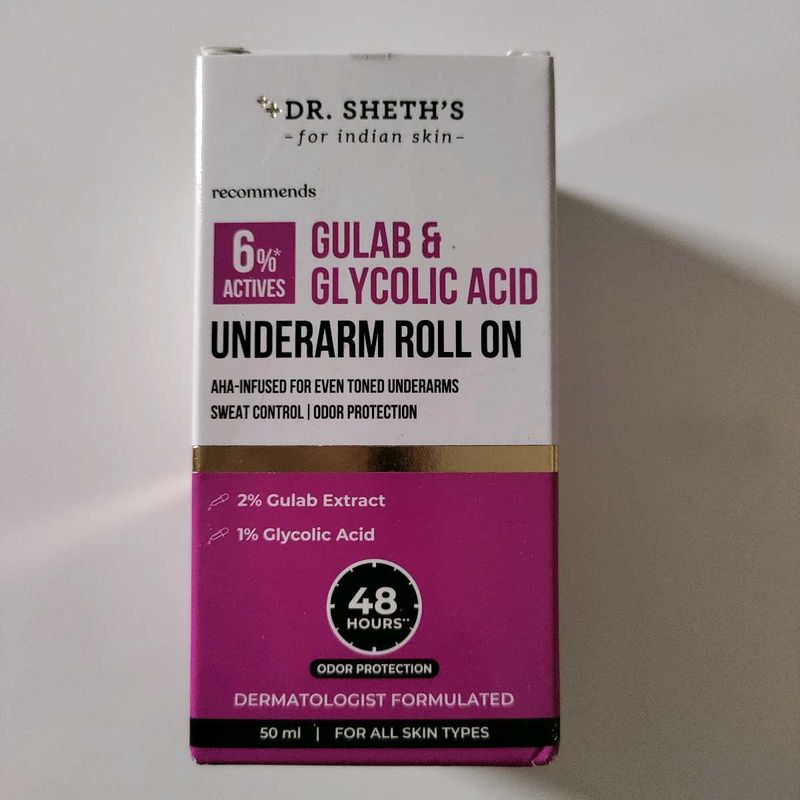 DR. SHETH'S
-for indian skin-
recommends
6%*
ACTIVES
GULAB &
GLYCOLIC ACID
UNDERARM ROLL ON
AHA-INFUSED FOR EVEN TONED UNDERARMS
SWEAT CONTROL | ODOR PROTECTION
2% Gulab Extract
1% Glycolic Acid
48
HOURS**
ODOR PROTECTION
DERMATOLOGIST FORMULATED
50 ml | FOR ALL SKIN TYPES